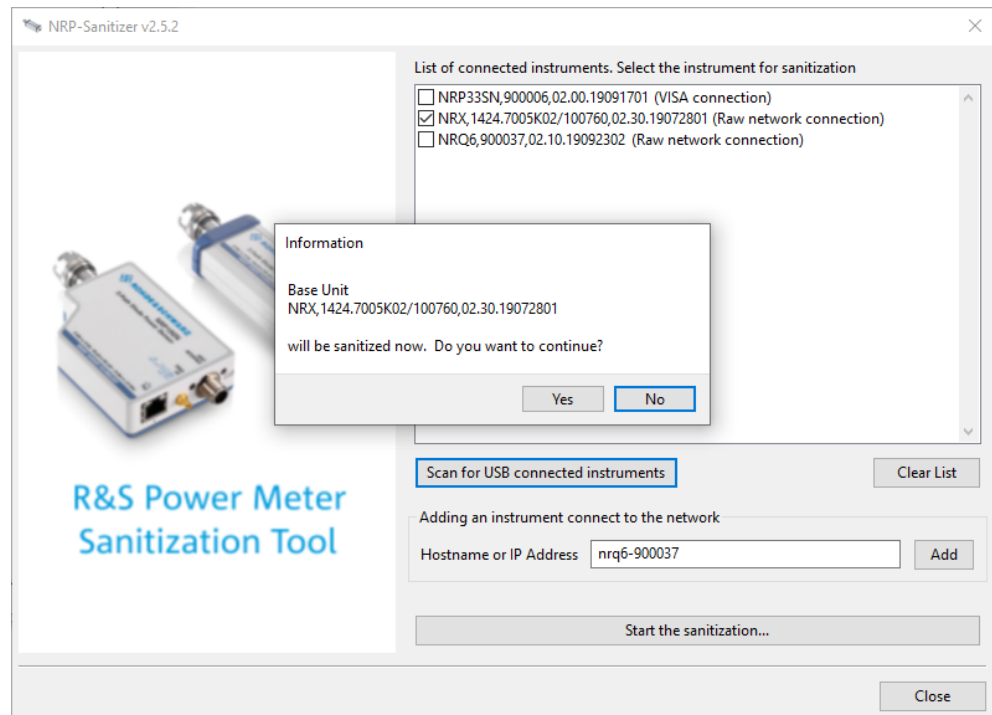 NRP-Sanitizer v2.5.2
List of connected instruments. Select the instrument for sanitization
NRP33SN,900006,02.00.19091701 (VISA connection)
NRX,1424.7005K02/100760,02.30.19072801 (Raw network connection)
NRQ6,900037,02.10.19092302 (Raw network connection)
Information
Base Unit
NRX,1424.7005K02/100760,02.30.19072801
will be sanitized now. Do you want to continue?
Yes
No
Scan for USB connected instruments
Clear List
R&S Power Meter
Sanitization Tool
Adding an instrument connect to the network
Hostname or IP Address
nrq6-900037
Add
Start the sanitization...
Close